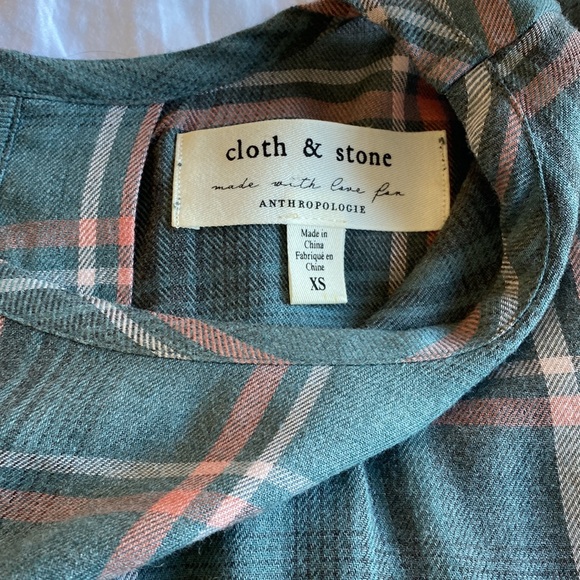 cloth & stone
made with love for
ANTHROPOLOGIE
Made in
China
Fabriqué en
Chine
XS